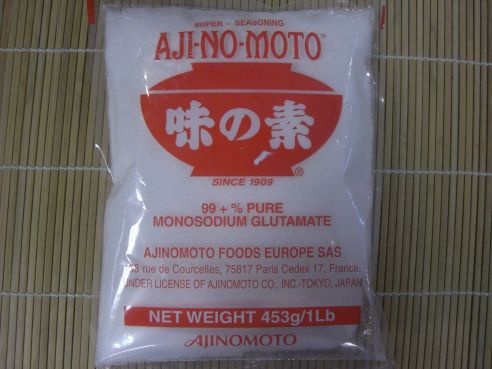 SUPER - SEASONING
AJI-NO-MOTO®
味の素
®
SINCE 1909
99 + % PURE
MONOSODIUM GLUTAMATE
AJINOMOTO FOODS EUROPE SAS
rue de Courcelles, 75817 Paris Cedex 17, France.
UNDER LICENSE OF AJINOMOTO CO., INC.-TOKYO, JAPAN
NET WEIGHT 453g/1Lb
AJINOMOTO